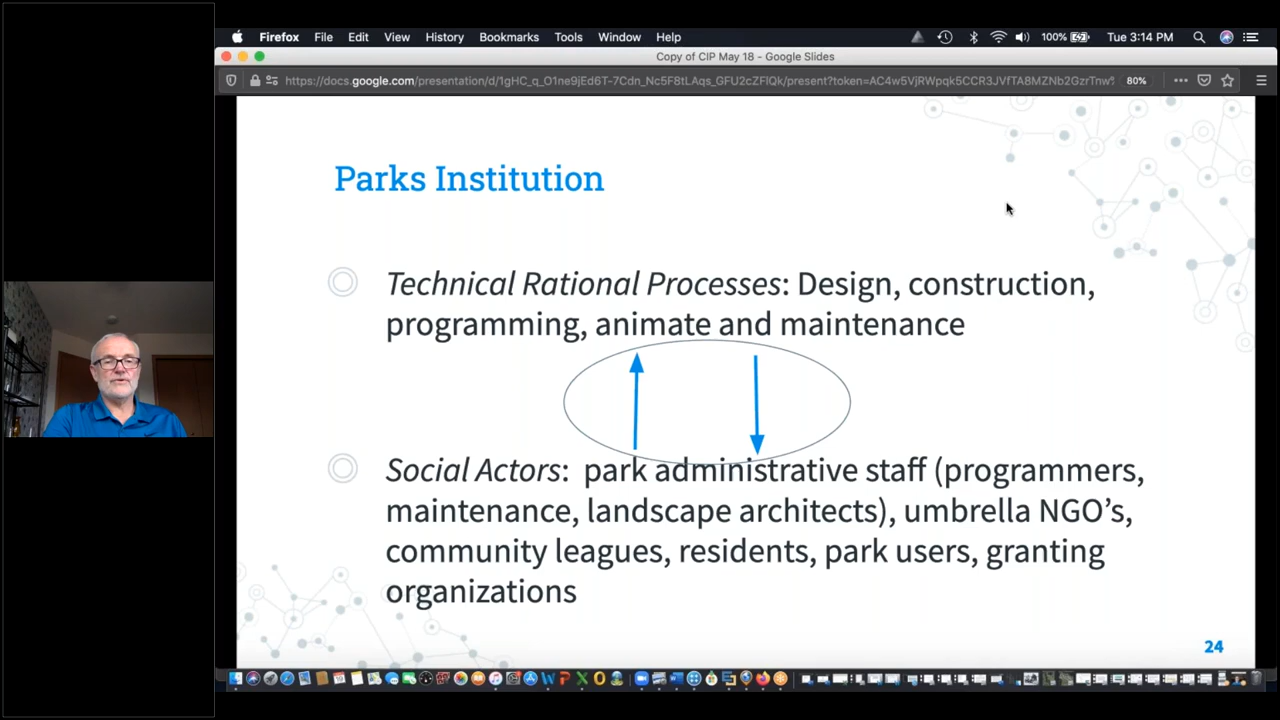 Firefox File Edit View History Bookmarks Tools Window Help 100% Tue 3:14 PM
Copy of CIP May 18 - Google Slides
80%
Parks Institution
Technical Rational Processes: Design, construction,
programming, animate and maintenance
Social Actors: park administrative staff (programmers,
maintenance, landscape architects), umbrella NGO’s,
community leagues, residents, park users, granting
organizations
24